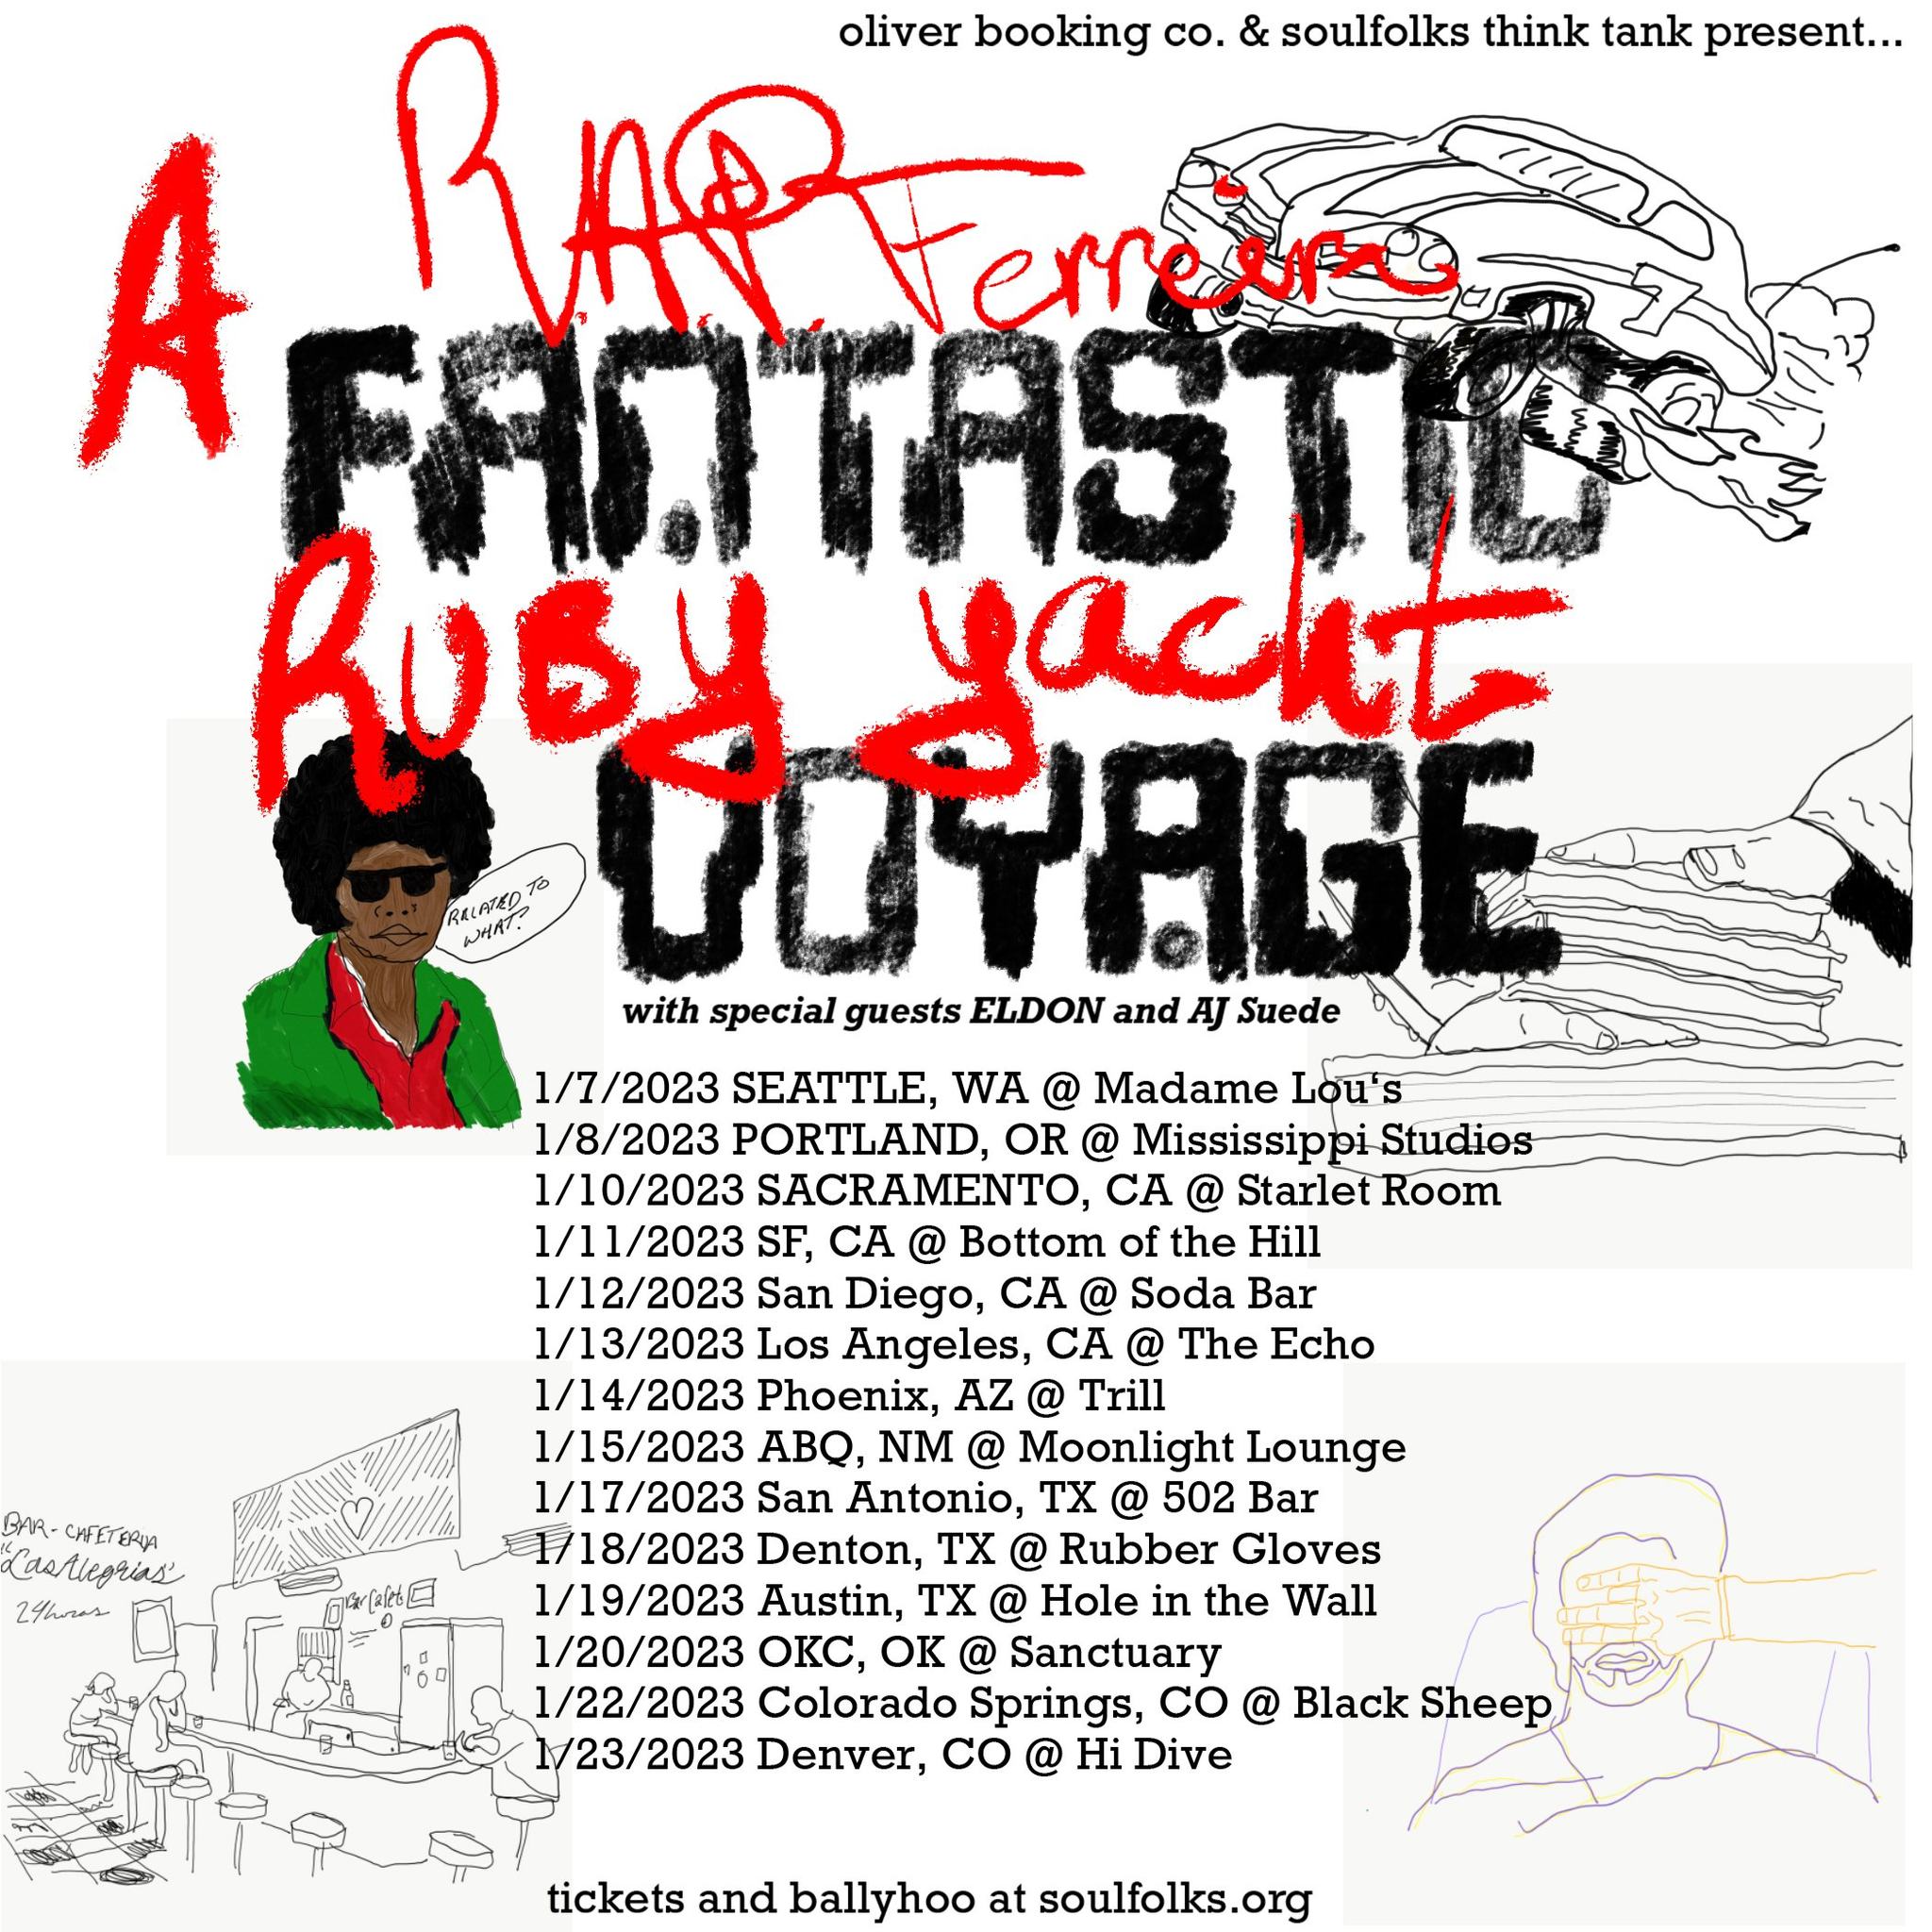 oliver booking co. & soulfolks think tank present...
A R.A.P. Ferreira
FANTASTIC
RUBy yacht
VOYAGE
RELATED TO
WHAT?
with special guests ELDON and AJ Suede
1/7/2023 SEATTLE, WA @ Madame Lou‘s
1/8/2023 PORTLAND, OR @ Mississippi Studios
1/10/2023 SACRAMENTO, CA @ Starlet Room
1/11/2023 SF, CA @ Bottom of the Hill
1/12/2023 San Diego, CA @ Soda Bar
1/13/2023 Los Angeles, CA @ The Echo
1/14/2023 Phoenix, AZ @ Trill
1/15/2023 ABQ, NM @ Moonlight Lounge
1/17/2023 San Antonio, TX @ 502 Bar
1/18/2023 Denton, TX @ Rubber Gloves
1/19/2023 Austin, TX @ Hole in the Wall
1/20/2023 OKC, OK @ Sanctuary
1/22/2023 Colorado Springs, CO @ Black Sheep
1/23/2023 Denver, CO @ Hi Dive
7
BAR - CAFETERIA
"Las Alegrias"
24horas
Bar Cafet
tickets and ballyhoo at soulfolks.org